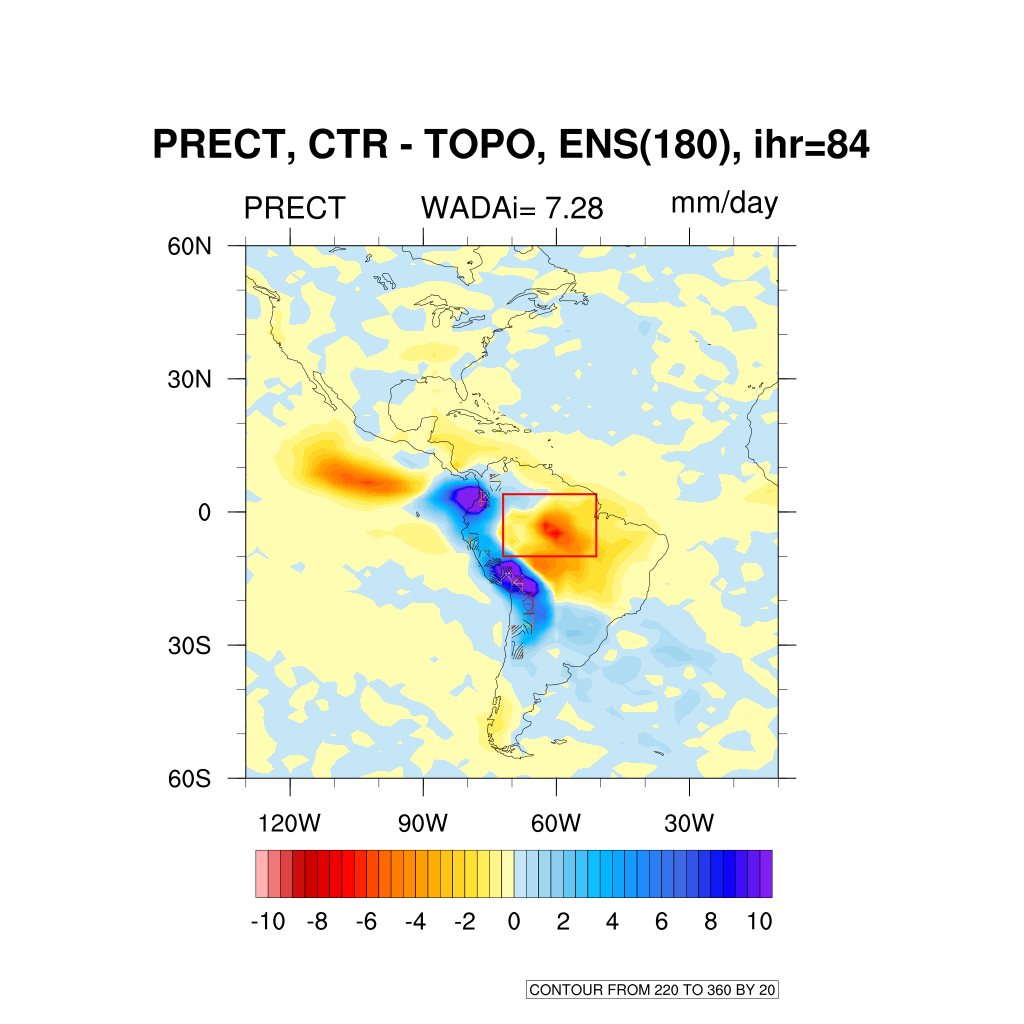 PRECT, CTR - TOPO, ENS(180), ihr=84
PRECT WADAi= 7.28 mm/day
60N
30N
0
30S
60S
120W 90W 60W 30W
-10 -8 -6 -4 -2 0 2 4 6 8 10
CONTOUR FROM 220 TO 360 BY 20